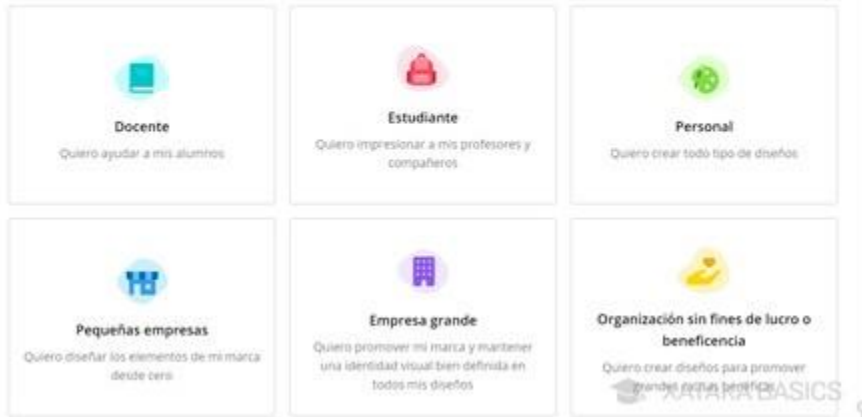 Docente
Quiero ayudar a mis alumnos
Estudiante
Quiero impresionar a mis profesores y
compañeros
Personal
Quiero crear todo tipo de diseños
Pequeñas empresas
Quiero diseñar los elementos de mi marca
desde cero
Empresa grande
Quiero promover mi marca y mantener
una identidad visual bien definida en
todos mis diseños
Organización sin fines de lucro o
beneficencia
Quiero crear diseños para promover
grandes
XATAKA BASICS